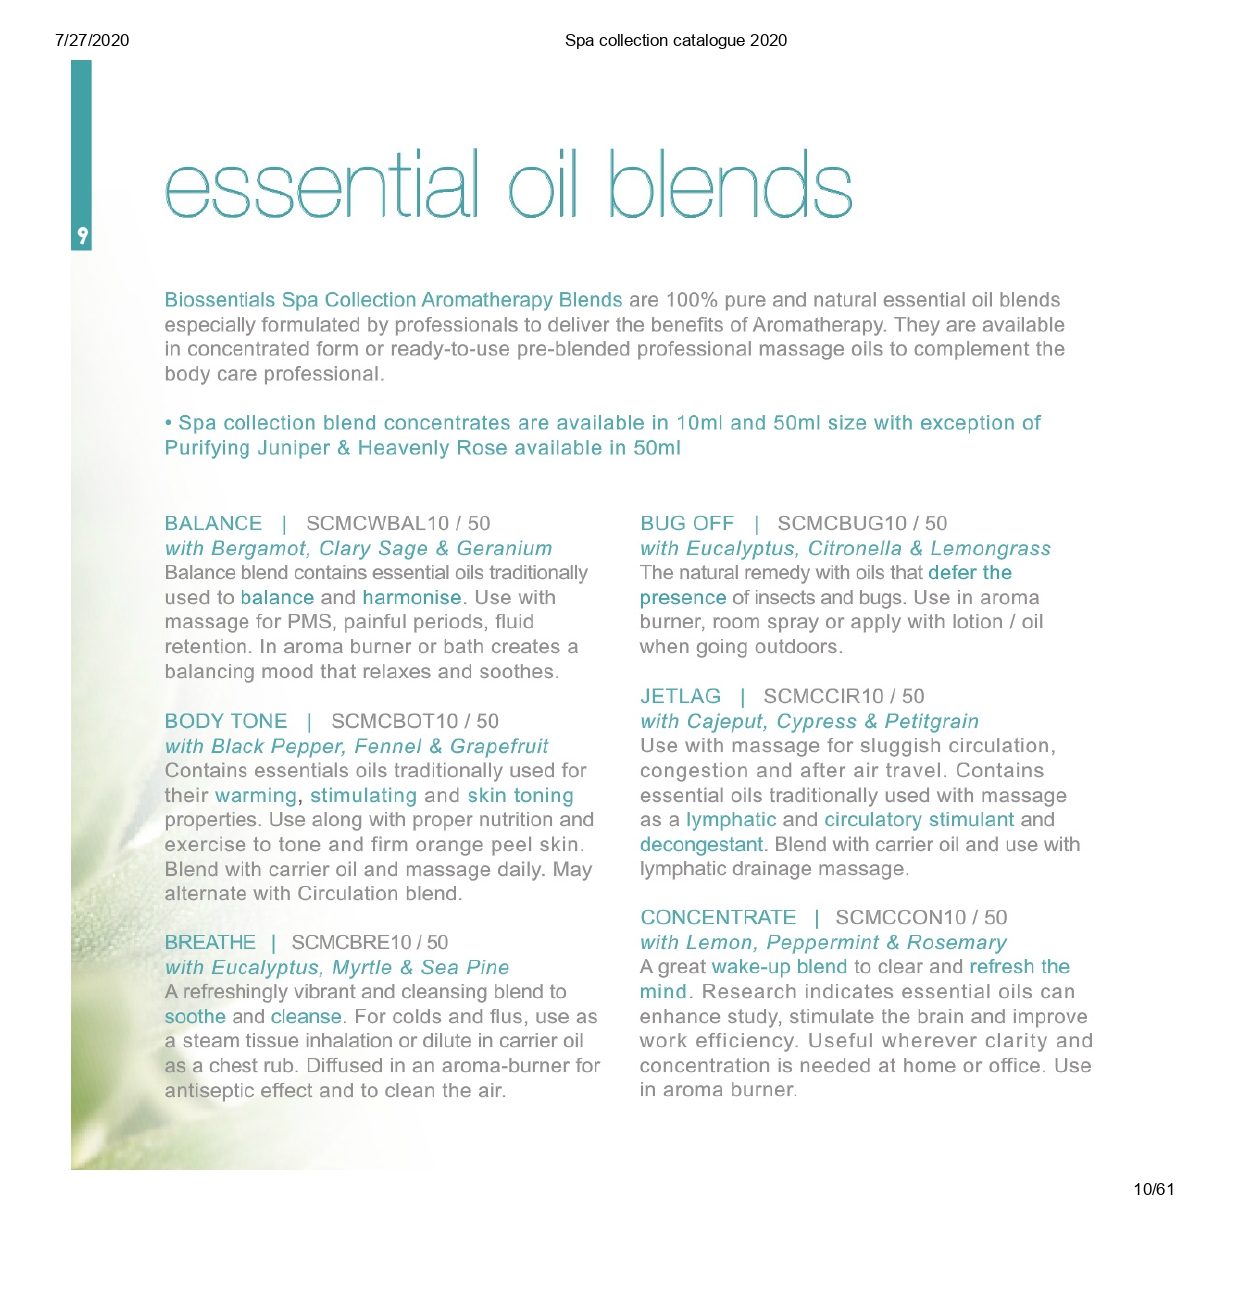 7/27/2020
Spa collection catalogue 2020
9
essential oil blends
Biossentials Spa Collection Aromatherapy Blends are 100% pure and natural essential oil blends
especially formulated by professionals to deliver the benefits of Aromatherapy. They are available
in concentrated form or ready-to-use pre-blended professional massage oils to complement the
body care professional.
• Spa collection blend concentrates are available in 10ml and 50ml size with exception of
Purifying Juniper & Heavenly Rose available in 50ml
BALANCE | SCMCWBAL10 / 50
with Bergamot, Clary Sage & Geranium
Balance blend contains essential oils traditionally
used to balance and harmonise. Use with
massage for PMS, painful periods, fluid
retention. In aroma burner or bath creates a
balancing mood that relaxes and soothes.
BODY TONE | SCMCBOT10 / 50
with Black Pepper, Fennel & Grapefruit
Contains essentials oils traditionally used for
their warming, stimulating and skin toning
properties. Use along with proper nutrition and
exercise to tone and firm orange peel skin.
Blend with carrier oil and massage daily. May
alternate with Circulation blend.
BREATHE | SCMCBRE10 / 50
with Eucalyptus, Myrtle & Sea Pine
A refreshingly vibrant and cleansing blend to
soothe and cleanse. For colds and flus, use as
a steam tissue inhalation or dilute in carrier oil
as a chest rub. Diffused in an aroma-burner for
antiseptic effect and to clean the air.
BUG OFF | SCMCBUG10 / 50
with Eucalyptus, Citronella & Lemongrass
The natural remedy with oils that defer the
presence of insects and bugs. Use in aroma
burner, room spray or apply with lotion / oil
when going outdoors.
JETLAG | SCMCCIR10 / 50
with Cajeput, Cypress & Petitgrain
Use with massage for sluggish circulation,
congestion and after air travel. Contains
essential oils traditionally used with massage
as a lymphatic and circulatory stimulant and
decongestant. Blend with carrier oil and use with
lymphatic drainage massage.
CONCENTRATE | SCMCCON10 / 50
with Lemon, Peppermint & Rosemary
A great wake-up blend to clear and refresh the
mind. Research indicates essential oils can
enhance study, stimulate the brain and improve
work efficiency. Useful wherever clarity and
concentration is needed at home or office. Use
in aroma burner.
10/61